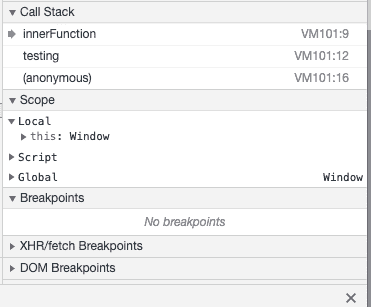 Call Stack
innerFunction VM101:9
testing VM101:12
(anonymous) VM101:16
Scope
Local
this: Window
Script
Global Window
Breakpoints
No breakpoints
XHR/fetch Breakpoints
DOM Breakpoints